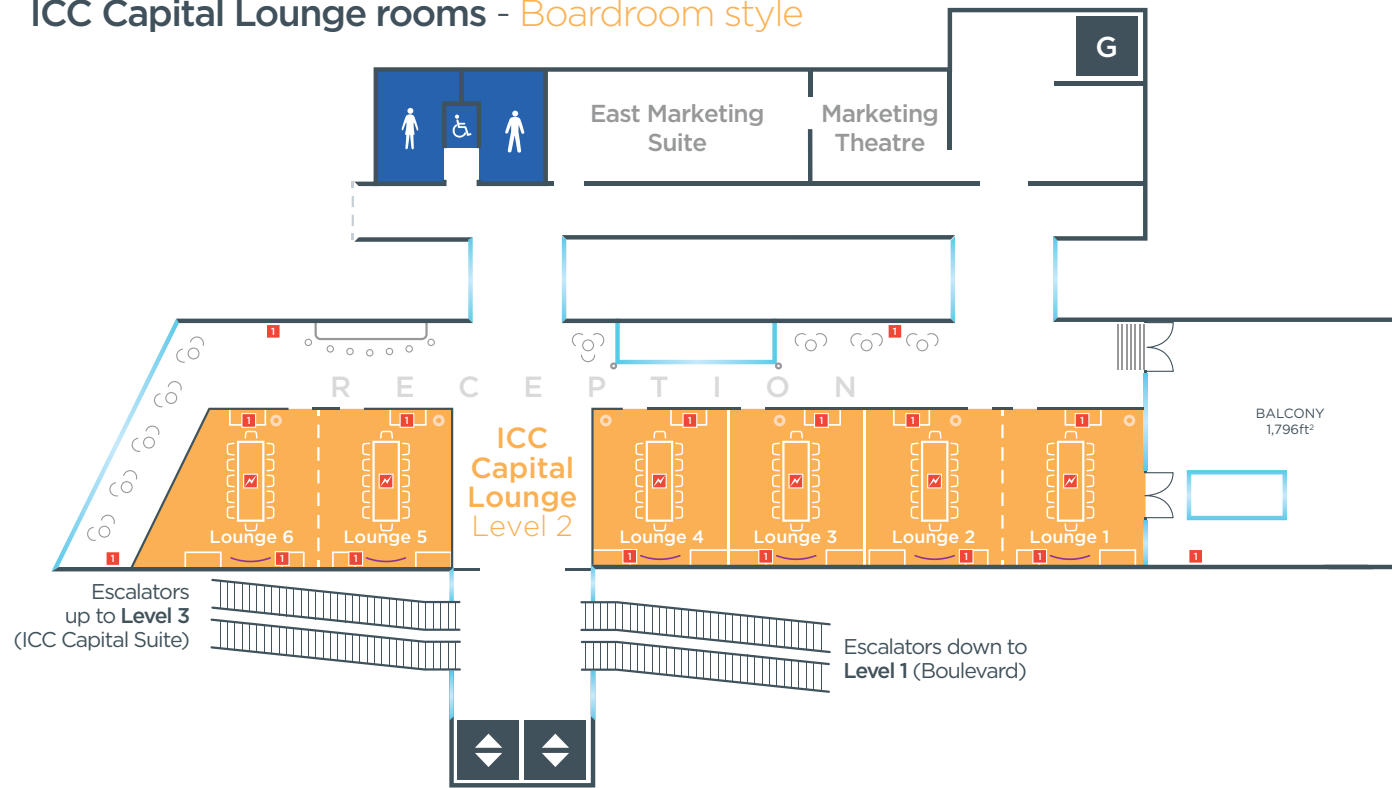 ICC Capital Lounge rooms - Boardroom style
G
East Marketing
Suite
Marketing
Theatre
1
1
RECEPTION
BALCONY
1,796ft²
1
1
1
1
1
1
ICC
Capital
Lounge
Level 2
Lounge 6
Lounge 5
Lounge 4
Lounge 3
Lounge 2
Lounge 1
1
1
1
1
1
1
1
1
Escalators
up to Level 3
(ICC Capital Suite)
Escalators down to
Level 1 (Boulevard)